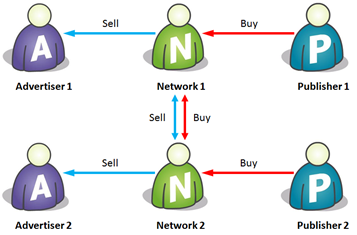 Sell Buy
A N P
Advertiser 1 Network 1 Publisher 1
Sell Buy
Sell Buy
A N P
Advertiser 2 Network 2 Publisher 2